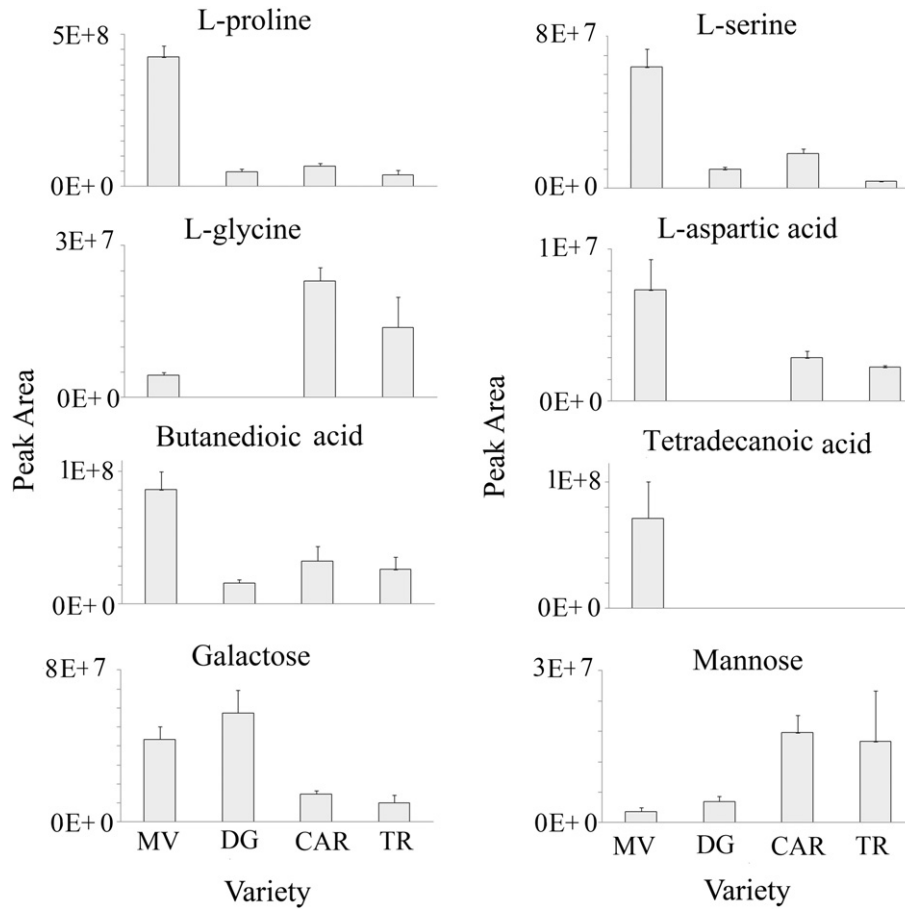 L-proline
5E+8
0E+0
L-serine
8E+7
0E+0
L-glycine
3E+7
0E+0
L-aspartic acid
1E+7
0E+0
Peak Area
Peak Area
Butanedioic acid
1E+8
0E+0
Tetradecanoic acid
1E+8
0E+0
Galactose
8E+7
0E+0
MV DG CAR TR
Variety
Mannose
3E+7
0E+0
MV DG CAR TR
Variety